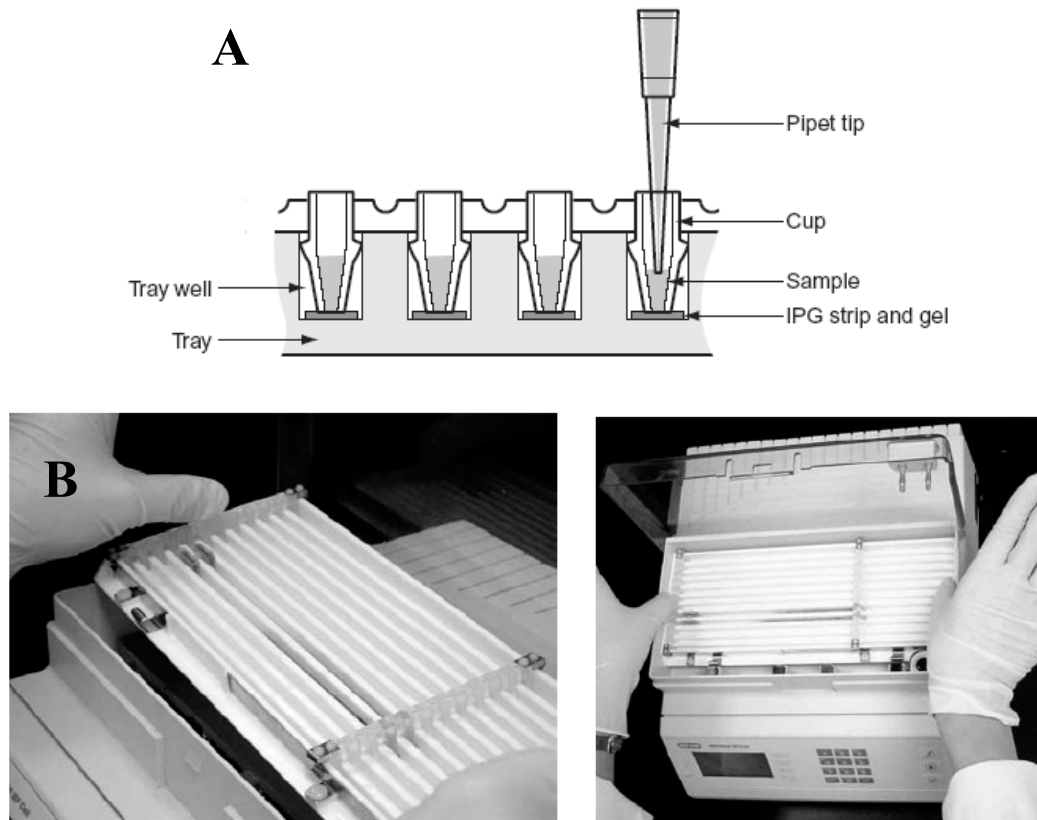 A
Pipet tip
Cup
Sample
Tray well
IPG strip and gel
Tray
B